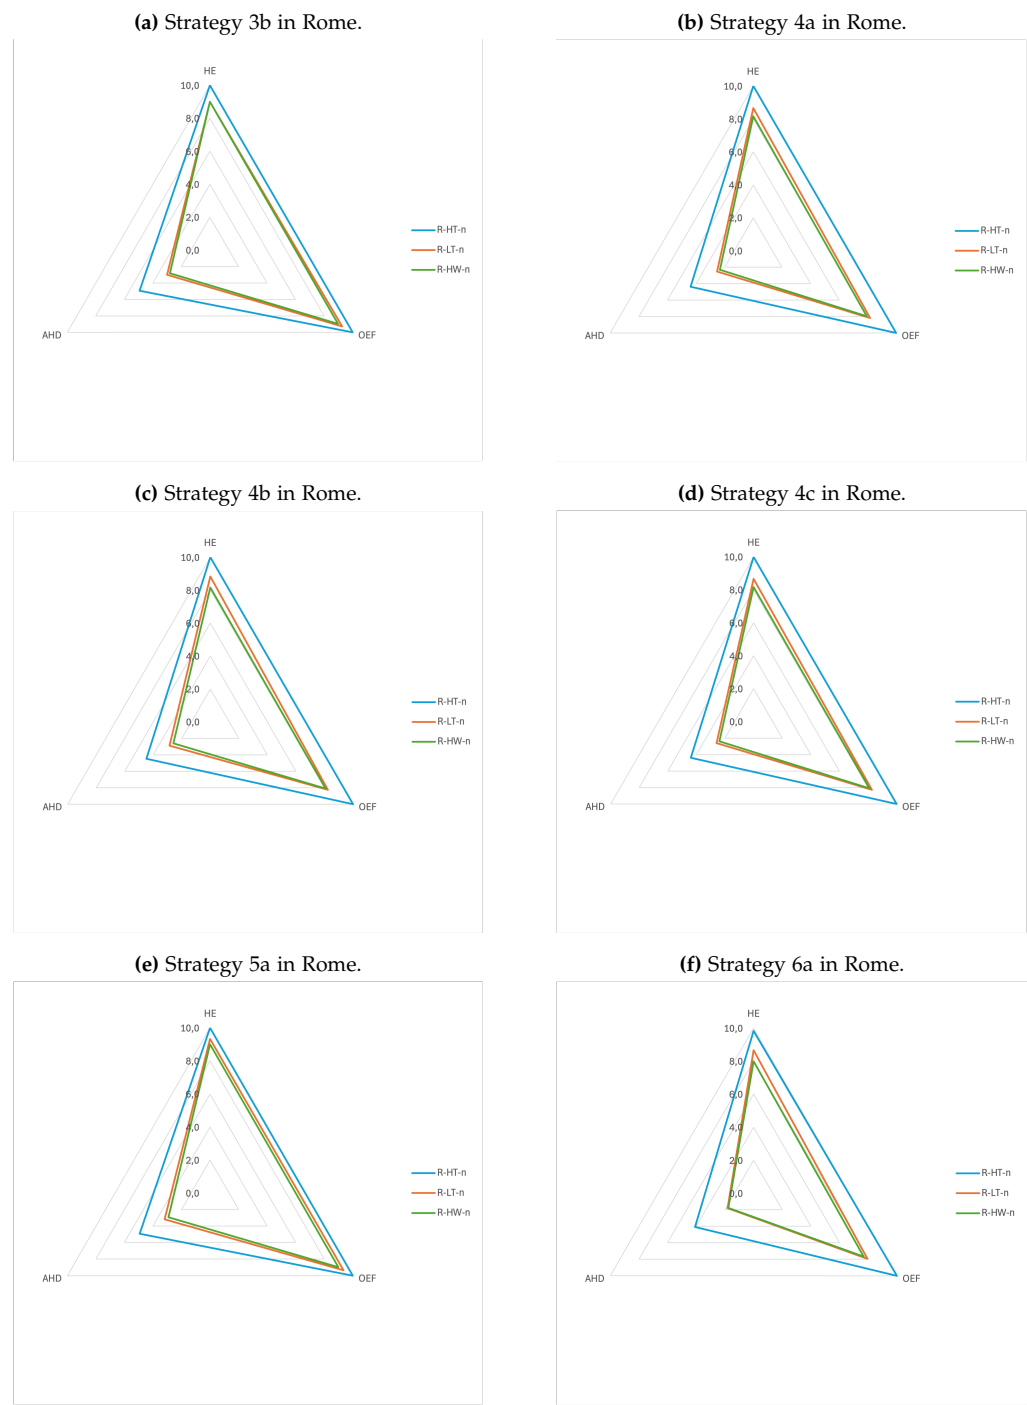 (a) Strategy 3b in Rome.
HE
10,0
8,0
6,0
4,0
2,0
0,0
AHD
OEF
R-HT-n
R-LT-n
R-HW-n
(b) Strategy 4a in Rome.
HE
10,0
8,0
6,0
4,0
2,0
0,0
AHD
OEF
R-HT-n
R-LT-n
R-HW-n
(c) Strategy 4b in Rome.
HE
10,0
8,0
6,0
4,0
2,0
0,0
AHD
OEF
R-HT-n
R-LT-n
R-HW-n
(d) Strategy 4c in Rome.
HE
10,0
8,0
6,0
4,0
2,0
0,0
AHD
OEF
R-HT-n
R-LT-n
R-HW-n
(e) Strategy 5a in Rome.
HE
10,0
8,0
6,0
4,0
2,0
0,0
AHD
OEF
R-HT-n
R-LT-n
R-HW-n
(f) Strategy 6a in Rome.
HE
10,0
8,0
6,0
4,0
2,0
0,0
AHD
OEF
R-HT-n
R-LT-n
R-HW-n